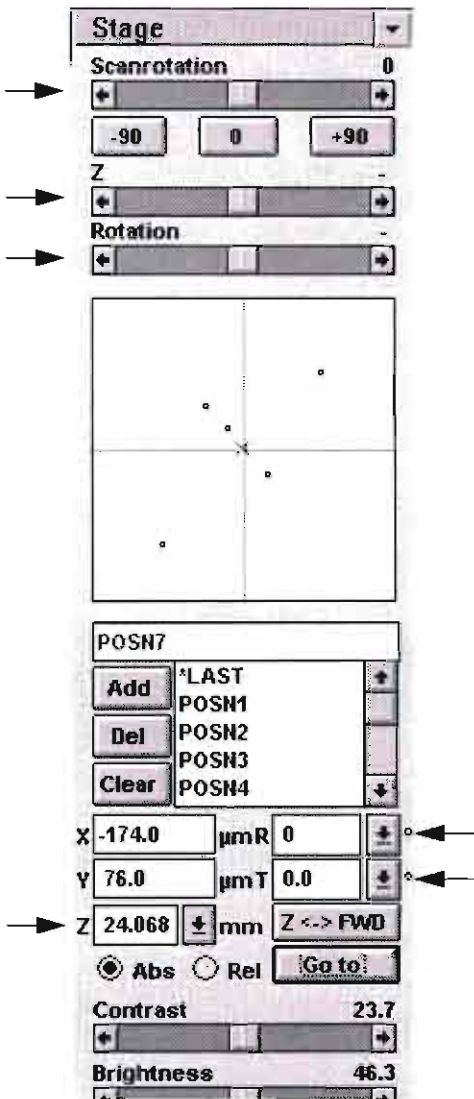 Stage
Scanrotation 0
-90 0 +90
Z -
Rotation -
POSN7
Add *LAST
POSN1
Del POSN2
POSN3
Clear POSN4
X -174.0 µm R 0 °
Y 76.0 µm T 0.0 °
Z 24.068 mm Z <-> FWD
Abs Rel Go to
Contrast 23.7
Brightness 46.3